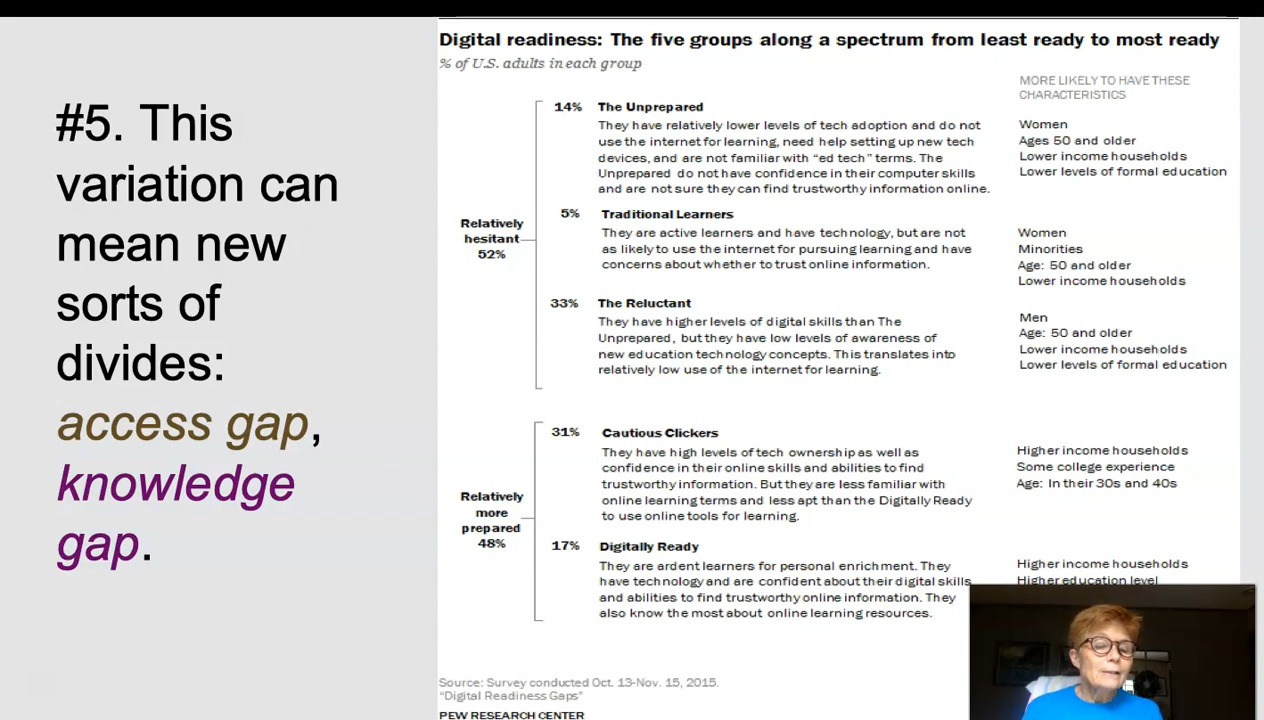 #5. This
variation can
mean new
sorts of
divides:
access gap,
knowledge
gap.
Digital readiness: The five groups along a spectrum from least ready to most ready
% of U.S. adults in each group
MORE LIKELY TO HAVE THESE
CHARACTERISTICS
Relatively
hesitant
52%
14% The Unprepared
They have relatively lower levels of tech adoption and do not
use the internet for learning, need help setting up new tech
devices, and are not familiar with “ed tech” terms. The
Unprepared do not have confidence in their computer skills
and are not sure they can find trustworthy information online.
Women
Ages 50 and older
Lower income households
Lower levels of formal education
5% Traditional Learners
They are active learners and have technology, but are not
as likely to use the internet for pursuing learning and have
concerns about whether to trust online information.
Women
Minorities
Age: 50 and older
Lower income households
33% The Reluctant
They have higher levels of digital skills than The
Unprepared, but they have low levels of awareness of
new education technology concepts. This translates into
relatively low use of the internet for learning.
Men
Age: 50 and older
Lower income households
Lower levels of formal education
Relatively
more
prepared
48%
31% Cautious Clickers
They have high levels of tech ownership as well as
confidence in their online skills and abilities to find
trustworthy information. But they are less familiar with
online learning terms and less apt than the Digitally Ready
to use online tools for learning.
Higher income households
Some college experience
Age: In their 30s and 40s
17% Digitally Ready
They are ardent learners for personal enrichment. They
have technology and are confident about their digital skills
and abilities to find trustworthy online information. They
also know the most about online learning resources.
Higher income households
Higher education level
Source: Survey conducted Oct. 13-Nov. 15, 2015.
“Digital Readiness Gaps”
PEW RESEARCH CENTER